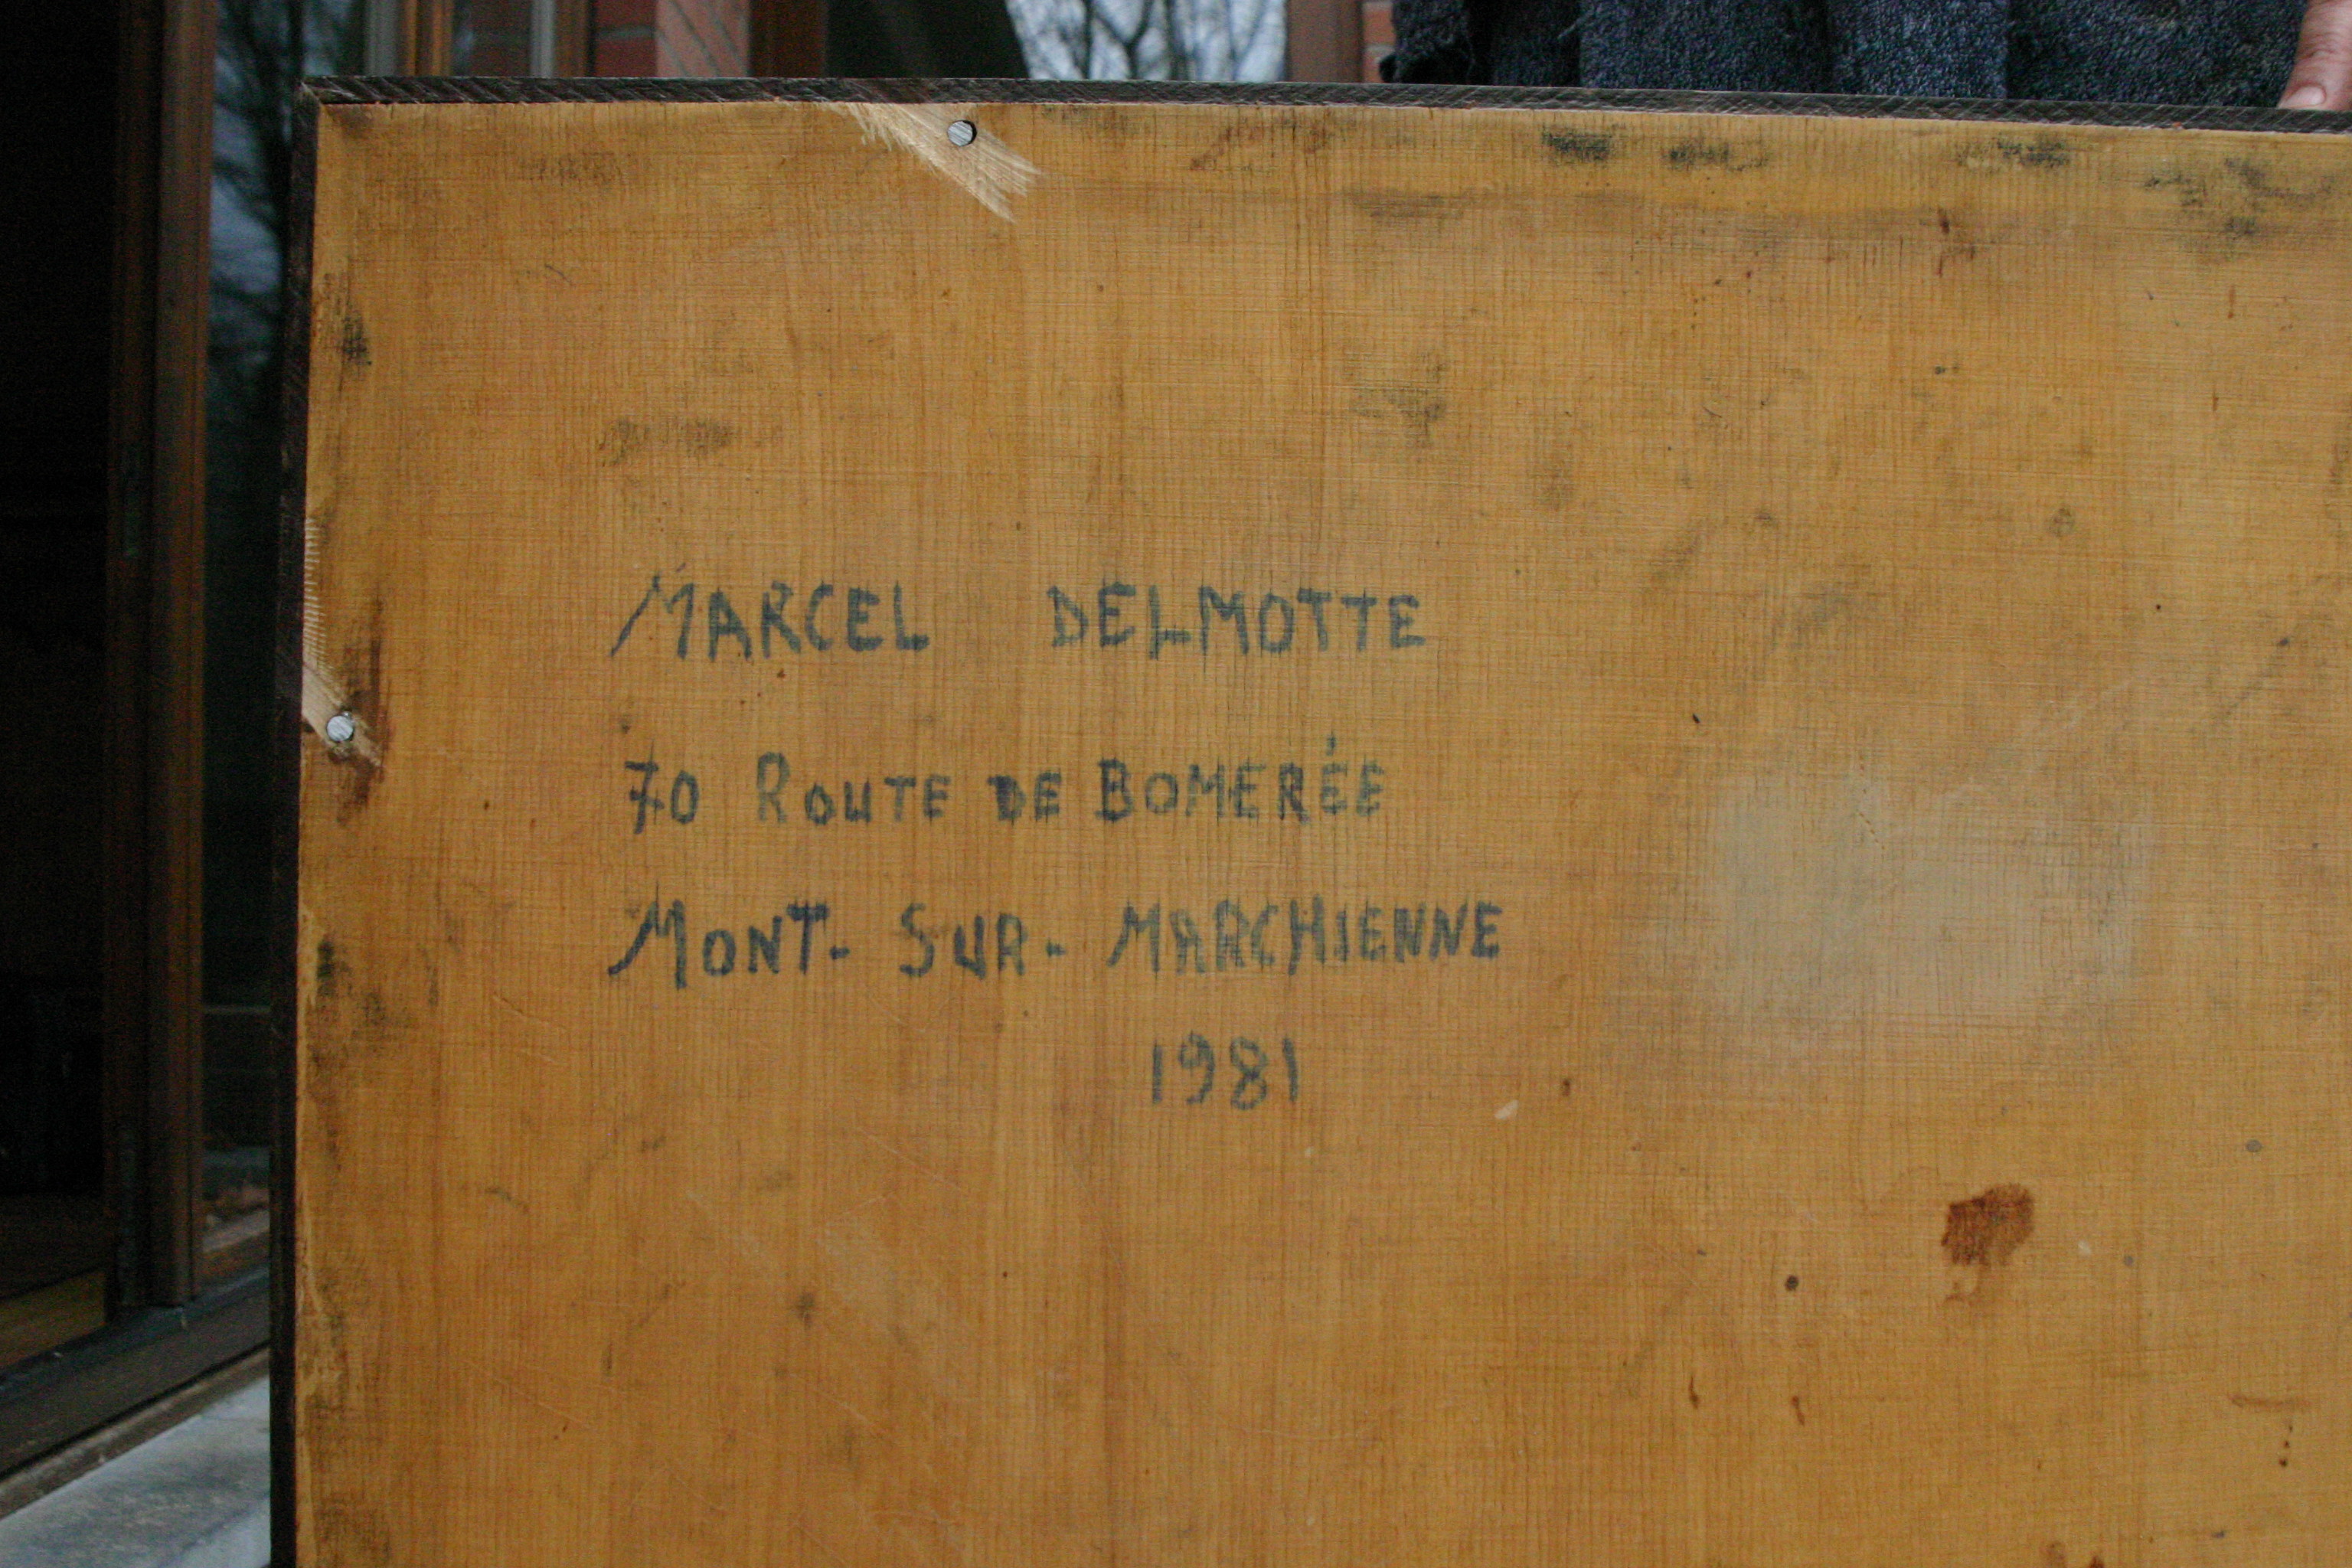 MARCEL DELMOTTE
70 ROUTE DE BOMERÉE
MONT-SUR-MARCHIENNE
1981